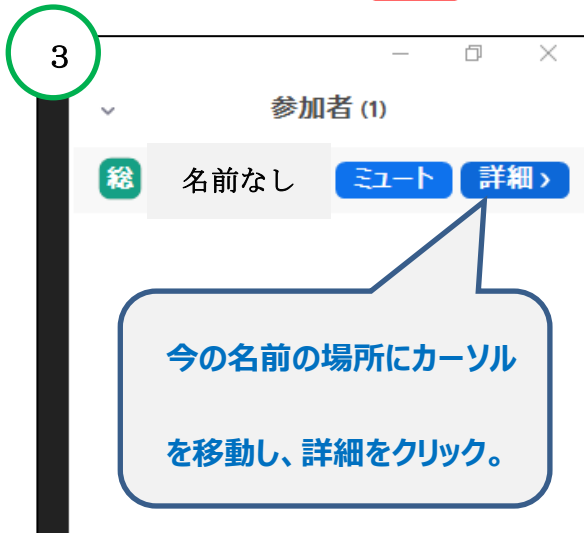 3
参加者 (1)
総 名前なし ミュート 詳細 ›
今の名前の場所にカーソル
を移動し、詳細をクリック。